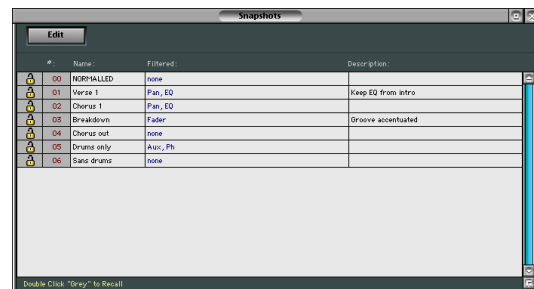 Snapshots
Edit
#: Name: Filtered: Description:
00 NORMALLED none
01 Verse 1 Pan, EQ Keep EQ from intro
02 Chorus 1 Pan, EQ
03 Breakdown Fader Groove accentuated
04 Chorus out none
05 Drums only Aux, Ph
06 Sans drums none
Double Click "Grey" to Recall